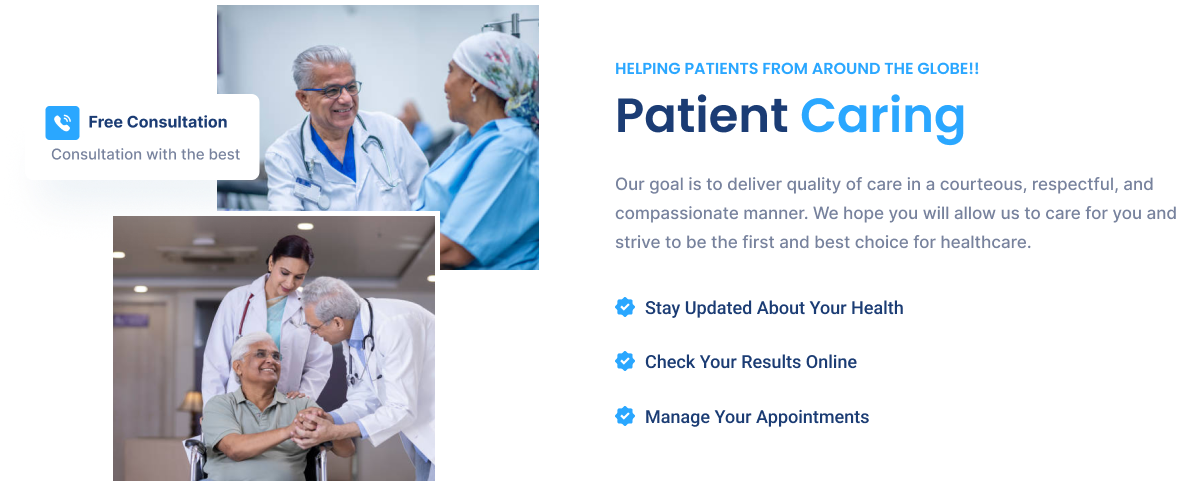 Free Consultation
Consultation with the best
HELPING PATIENTS FROM AROUND THE GLOBE!!
Patient Caring
Our goal is to deliver quality of care in a courteous, respectful, and
compassionate manner. We hope you will allow us to care for you and
strive to be the first and best choice for healthcare.
Stay Updated About Your Health
Check Your Results Online
Manage Your Appointments